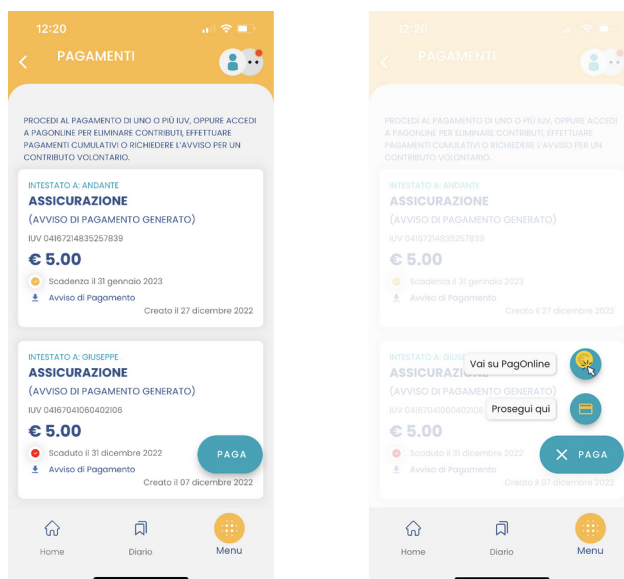 12:20
PAGAMENTI
PROCEDI AL PAGAMENTO DI UNO O PIÙ IUV, OPPURE ACCEDI
A PAGONLINE PER ELIMINARE CONTRIBUTI, EFFETTUARE
PAGAMENTI CUMULATIVI O RICHIEDERE L'AVVISO PER UN
CONTRIBUTO VOLONTARIO.
INTESTATO A: ANDANTE
ASSICURAZIONE
(AVVISO DI PAGAMENTO GENERATO)
IUV 04167214835257839
€ 5.00
Scadenza il 31 gennaio 2023
Avviso di Pagamento
Creato il 27 dicembre 2022
INTESTATO A: GIUSEPPE
ASSICURAZIONE
(AVVISO DI PAGAMENTO GENERATO)
IUV 04167041060402106
€ 5.00
Scaduto il 31 dicembre 2022
PAGA
Avviso di Pagamento
Creato il 07 dicembre 2022
Home
Diario
Menu
12:20
PAGAMENTI
PROCEDI AL PAGAMENTO DI UNO O PIÙ IUV, OPPURE ACCEDI
A PAGONLINE PER ELIMINARE CONTRIBUTI, EFFETTUARE
PAGAMENTI CUMULATIVI O RICHIEDERE L'AVVISO PER UN
CONTRIBUTO VOLONTARIO.
INTESTATO A: ANDANTE
ASSICURAZIONE
(AVVISO DI PAGAMENTO GENERATO)
IUV 04167214835257839
€ 5.00
Scadenza il 31 gennaio 2023
Avviso di Pagamento
Creato il 27 dicembre 2022
INTESTATO A:
Vai su PagOnline
(AVVISO DI PAGAMENTO GENERATO)
IUV 04167041060402106
Prosegui qui
€ 5.00
Scaduto il 31 dicembre 2022
PAGA
Avviso di Pagamento
Creato il 07 dicembre 2022
Home
Diario
Menu